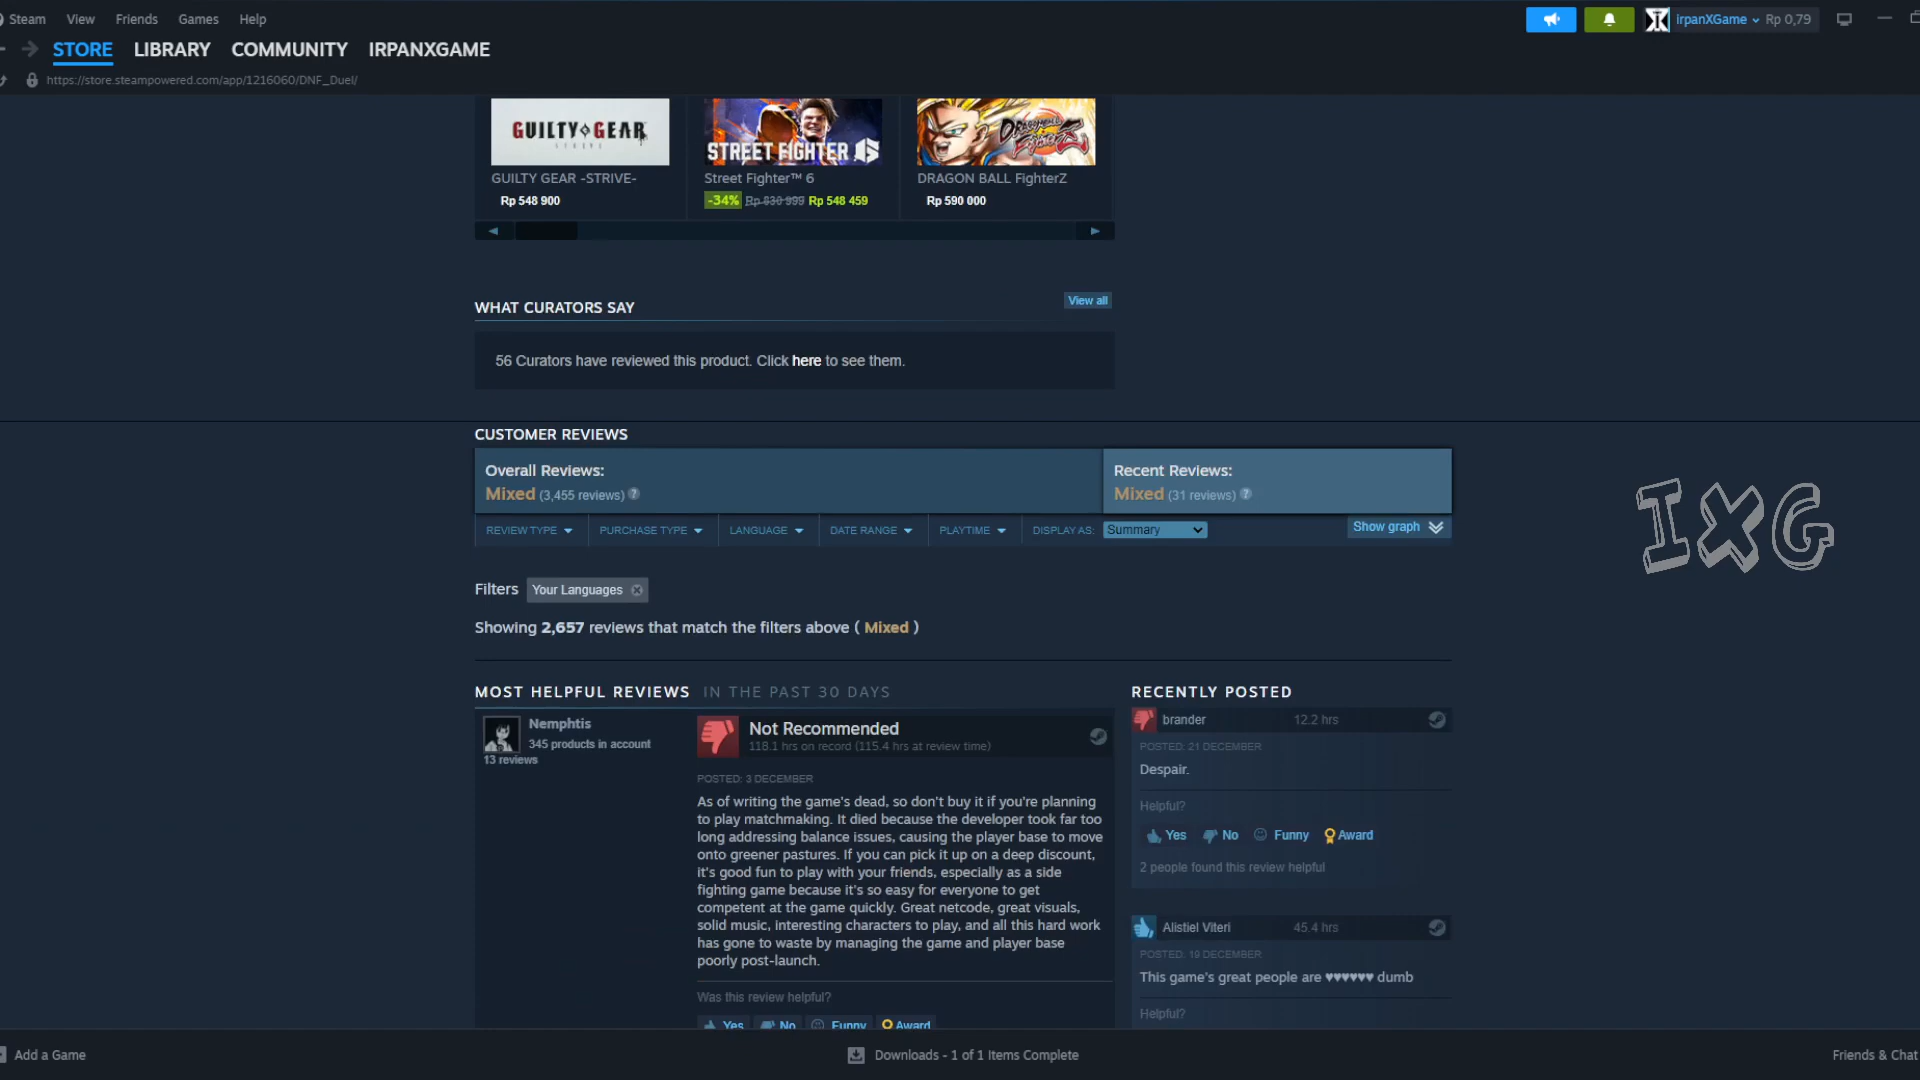 Steam View Friends Games Help
irpanXGame Rp 0,79
STORE LIBRARY COMMUNITY IRPANXGAME
https://store.steampowered.com/app/1216060/DNF_Duel/
GUILTY GEAR
STREET FIGHTER 6
DRAGON BALL FighterZ
GUILTY GEAR -STRIVE-
Rp 548 900
Street Fighter™ 6
-34% Rp 830 999 Rp 548 459
DRAGON BALL FighterZ
Rp 590 000
WHAT CURATORS SAY
View all
56 Curators have reviewed this product. Click here to see them.
CUSTOMER REVIEWS
Overall Reviews:
Mixed (3,455 reviews) ?
Recent Reviews:
Mixed (31 reviews) ?
REVIEW TYPE PURCHASE TYPE LANGUAGE DATE RANGE PLAYTIME DISPLAY AS: Summary Show graph
IXG
Filters Your Languages
Showing 2,657 reviews that match the filters above ( Mixed )
MOST HELPFUL REVIEWS IN THE PAST 30 DAYS
Nemphtis
345 products in account
13 reviews
Not Recommended
118.1 hrs on record (115.4 hrs at review time)
POSTED: 3 DECEMBER
As of writing the game's dead, so don't buy it if you're planning
to play matchmaking. It died because the developer took far too
long addressing balance issues, causing the player base to move
onto greener pastures. If you can pick it up on a deep discount,
it's good fun to play with your friends, especially as a side
fighting game because it's so easy for everyone to get
competent at the game quickly. Great netcode, great visuals,
solid music, interesting characters to play, and all this hard work
has gone to waste by managing the game and player base
poorly post-launch.
Was this review helpful?
Yes No Funny Award
RECENTLY POSTED
brander 12.2 hrs
POSTED: 21 DECEMBER
Despair.
Helpful?
Yes No Funny Award
2 people found this review helpful
Alistiel Viteri 45.4 hrs
POSTED: 19 DECEMBER
This game's great people are ♥♥♥♥♥♥ dumb
Helpful?
Add a Game
Downloads - 1 of 1 Items Complete
Friends & Chat